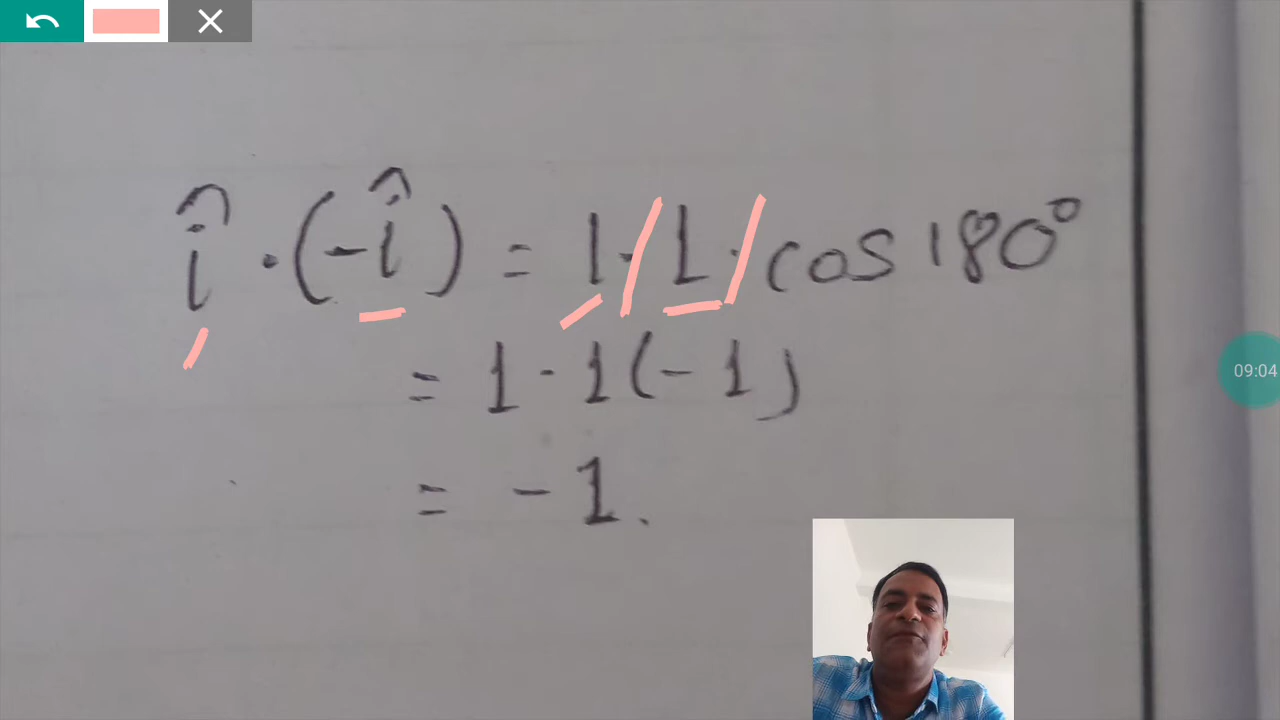 î · (-î) = 1 · 1 · cos 180°
= 1 · 1 (-1)
= -1.
09:04